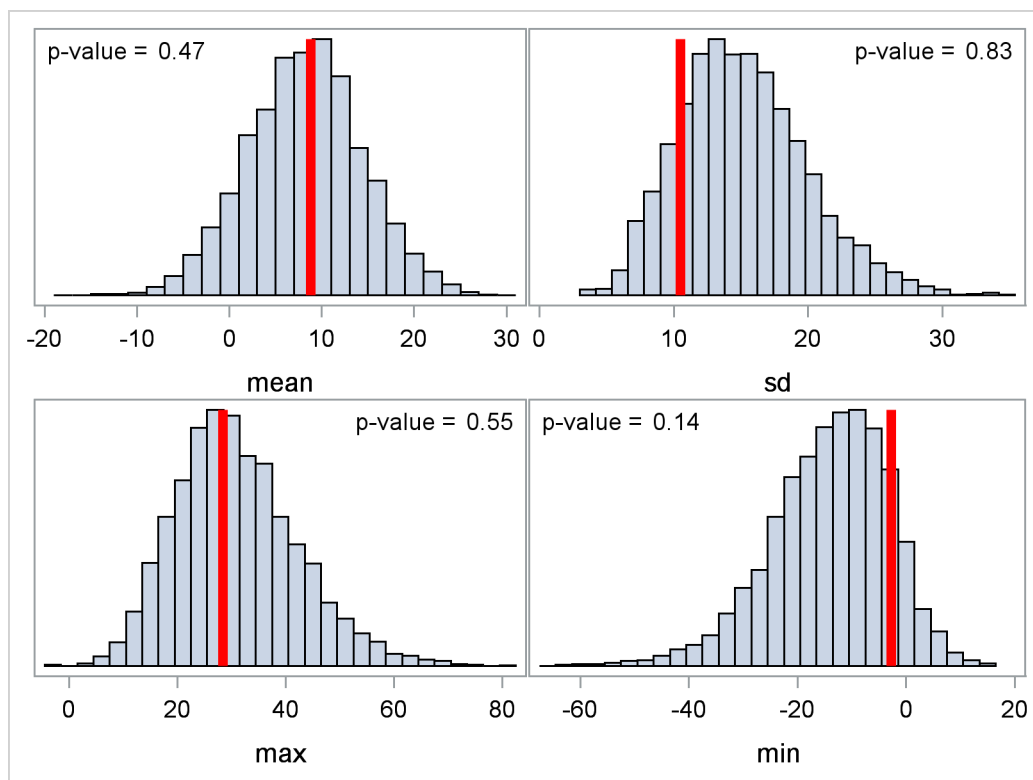 p-value = 0.47
-20 -10 0 10 20 30
mean
p-value = 0.83
0 10 20 30
sd
p-value = 0.55
0 20 40 60 80
max
p-value = 0.14
-60 -40 -20 0 20
min